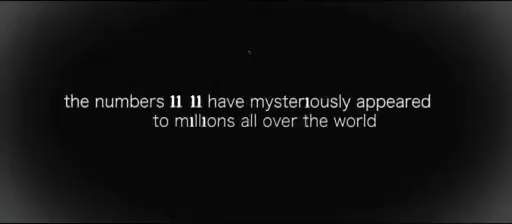 the numbers 11 11 have mysteriously appeared
to millions all over the world